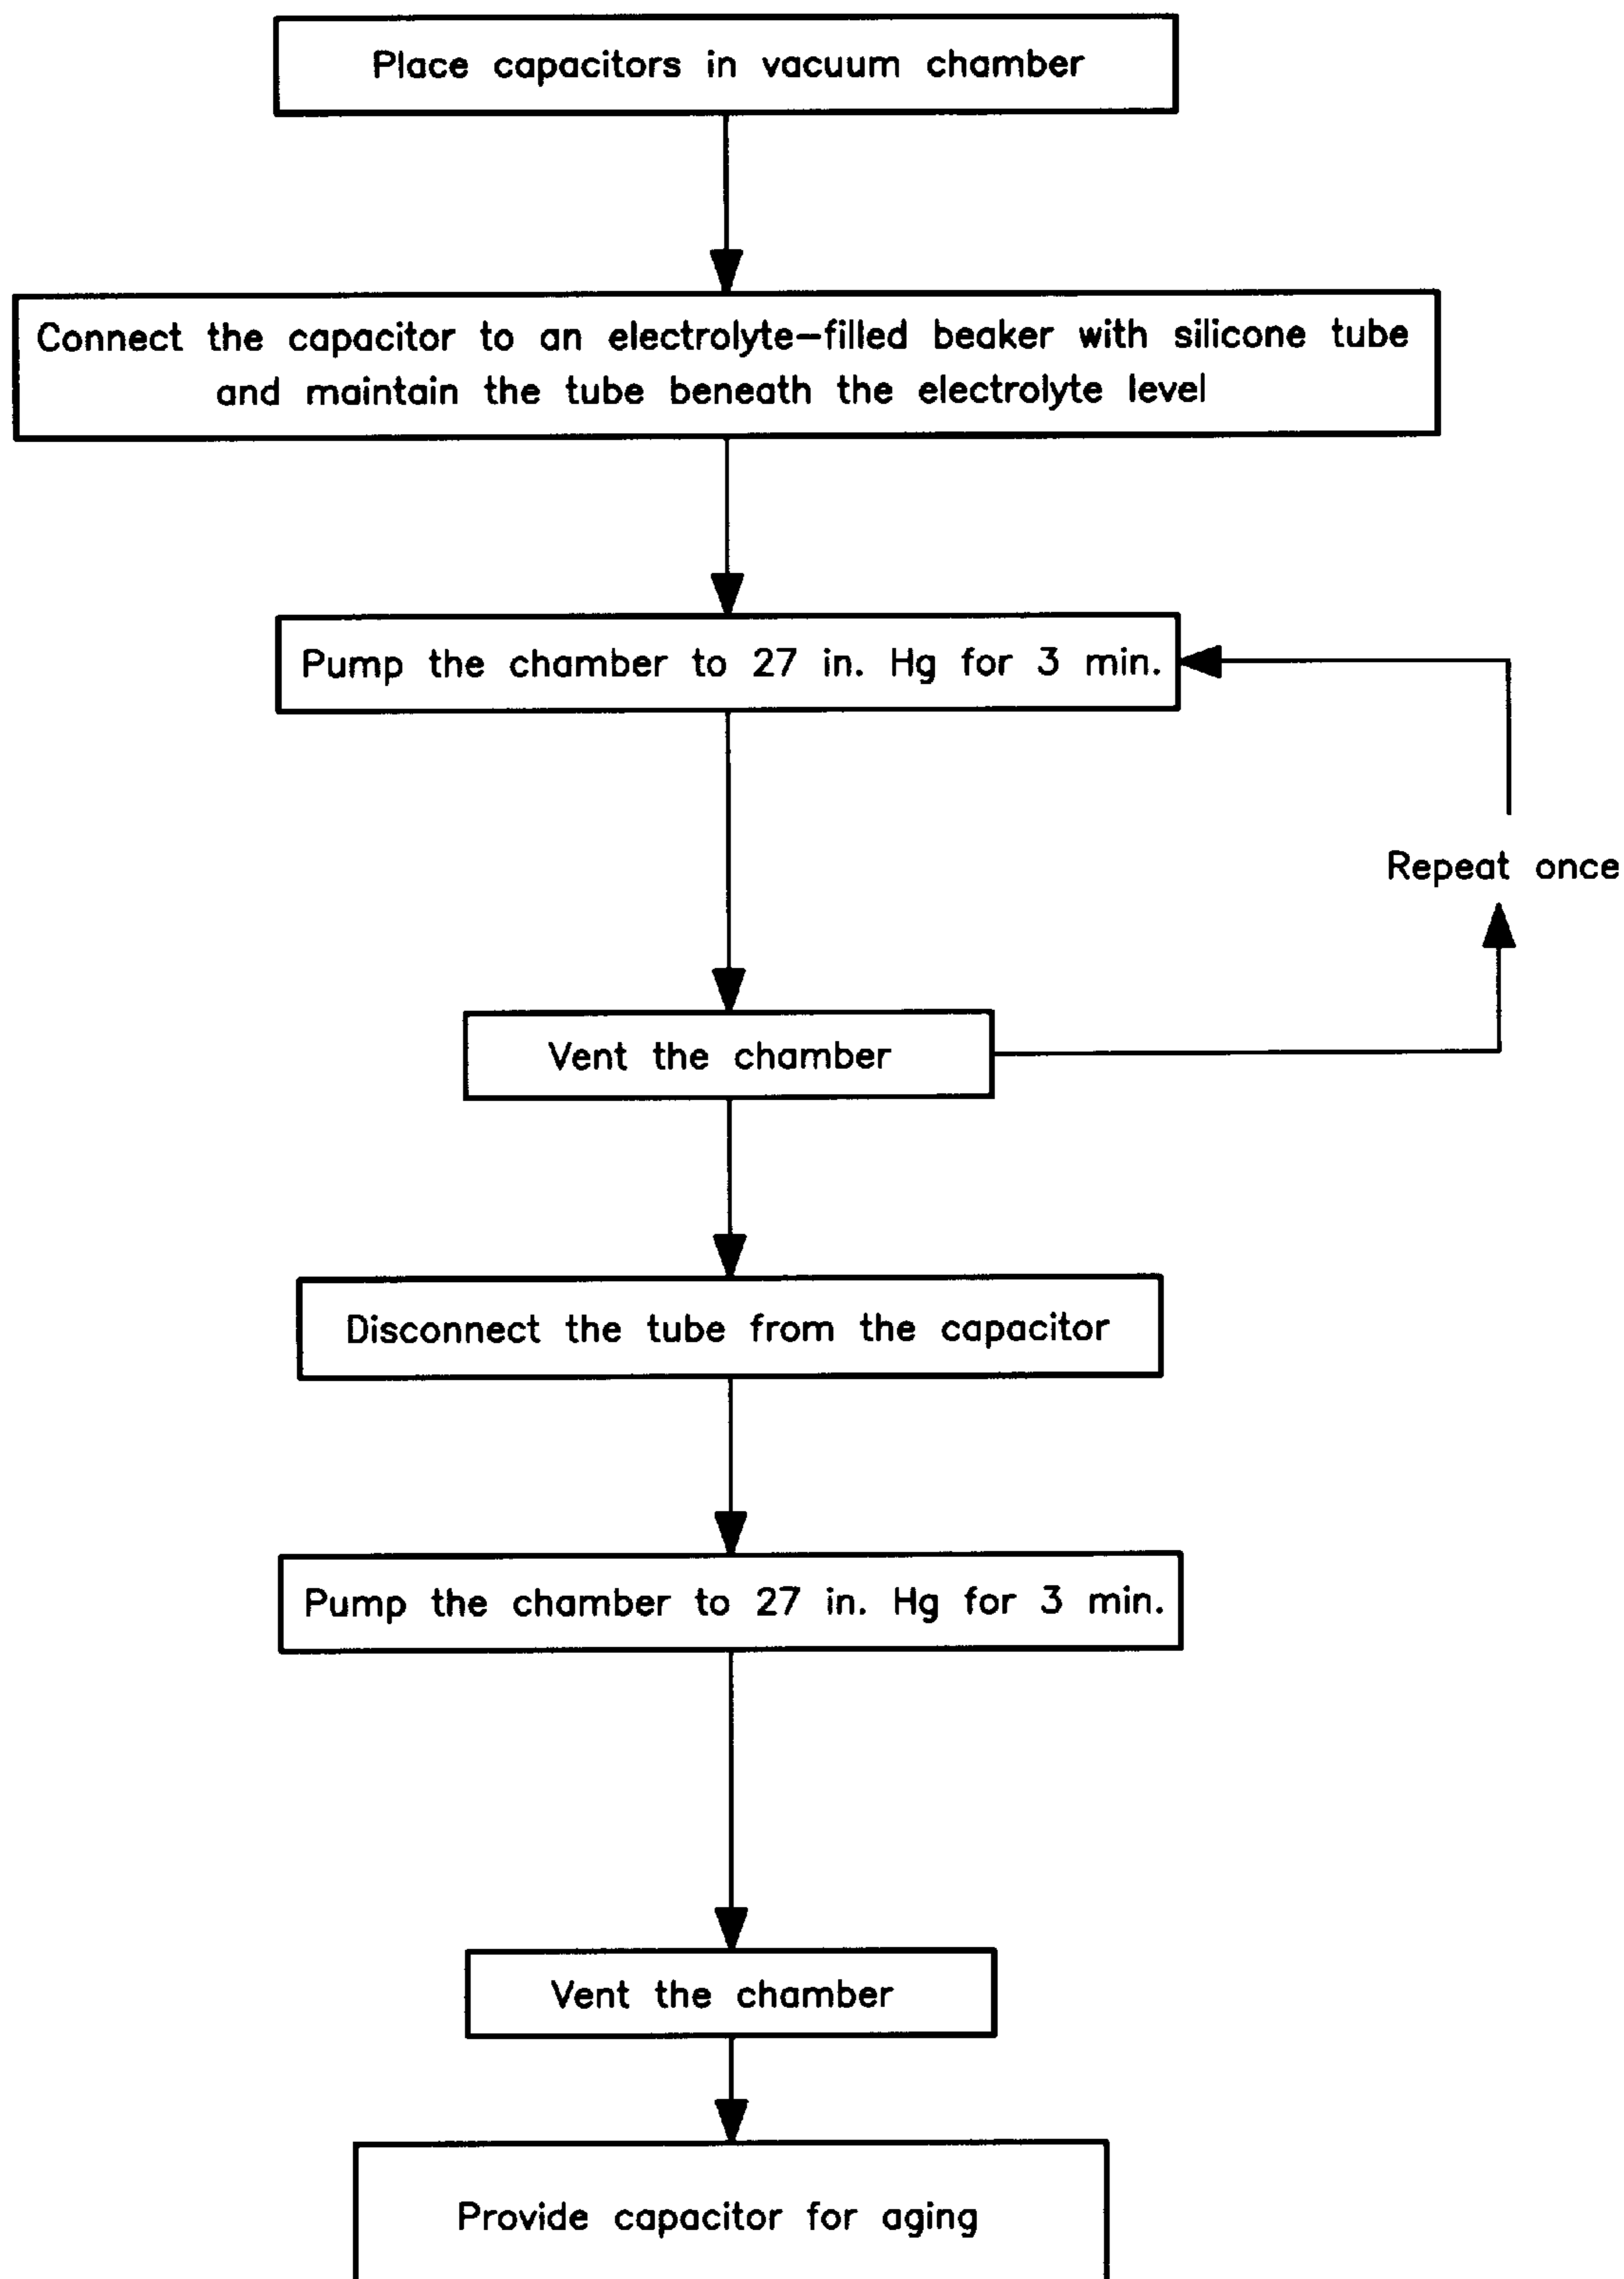 Place capacitors in vacuum chamber
Connect the capacitor to an electrolyte-filled beaker with silicone tube
and maintain the tube beneath the electrolyte level
Pump the chamber to 27 in. Hg for 3 min.
Repeat once
Vent the chamber
Disconnect the tube from the capacitor
Pump the chamber to 27 in. Hg for 3 min.
Vent the chamber
Provide capacitor for aging